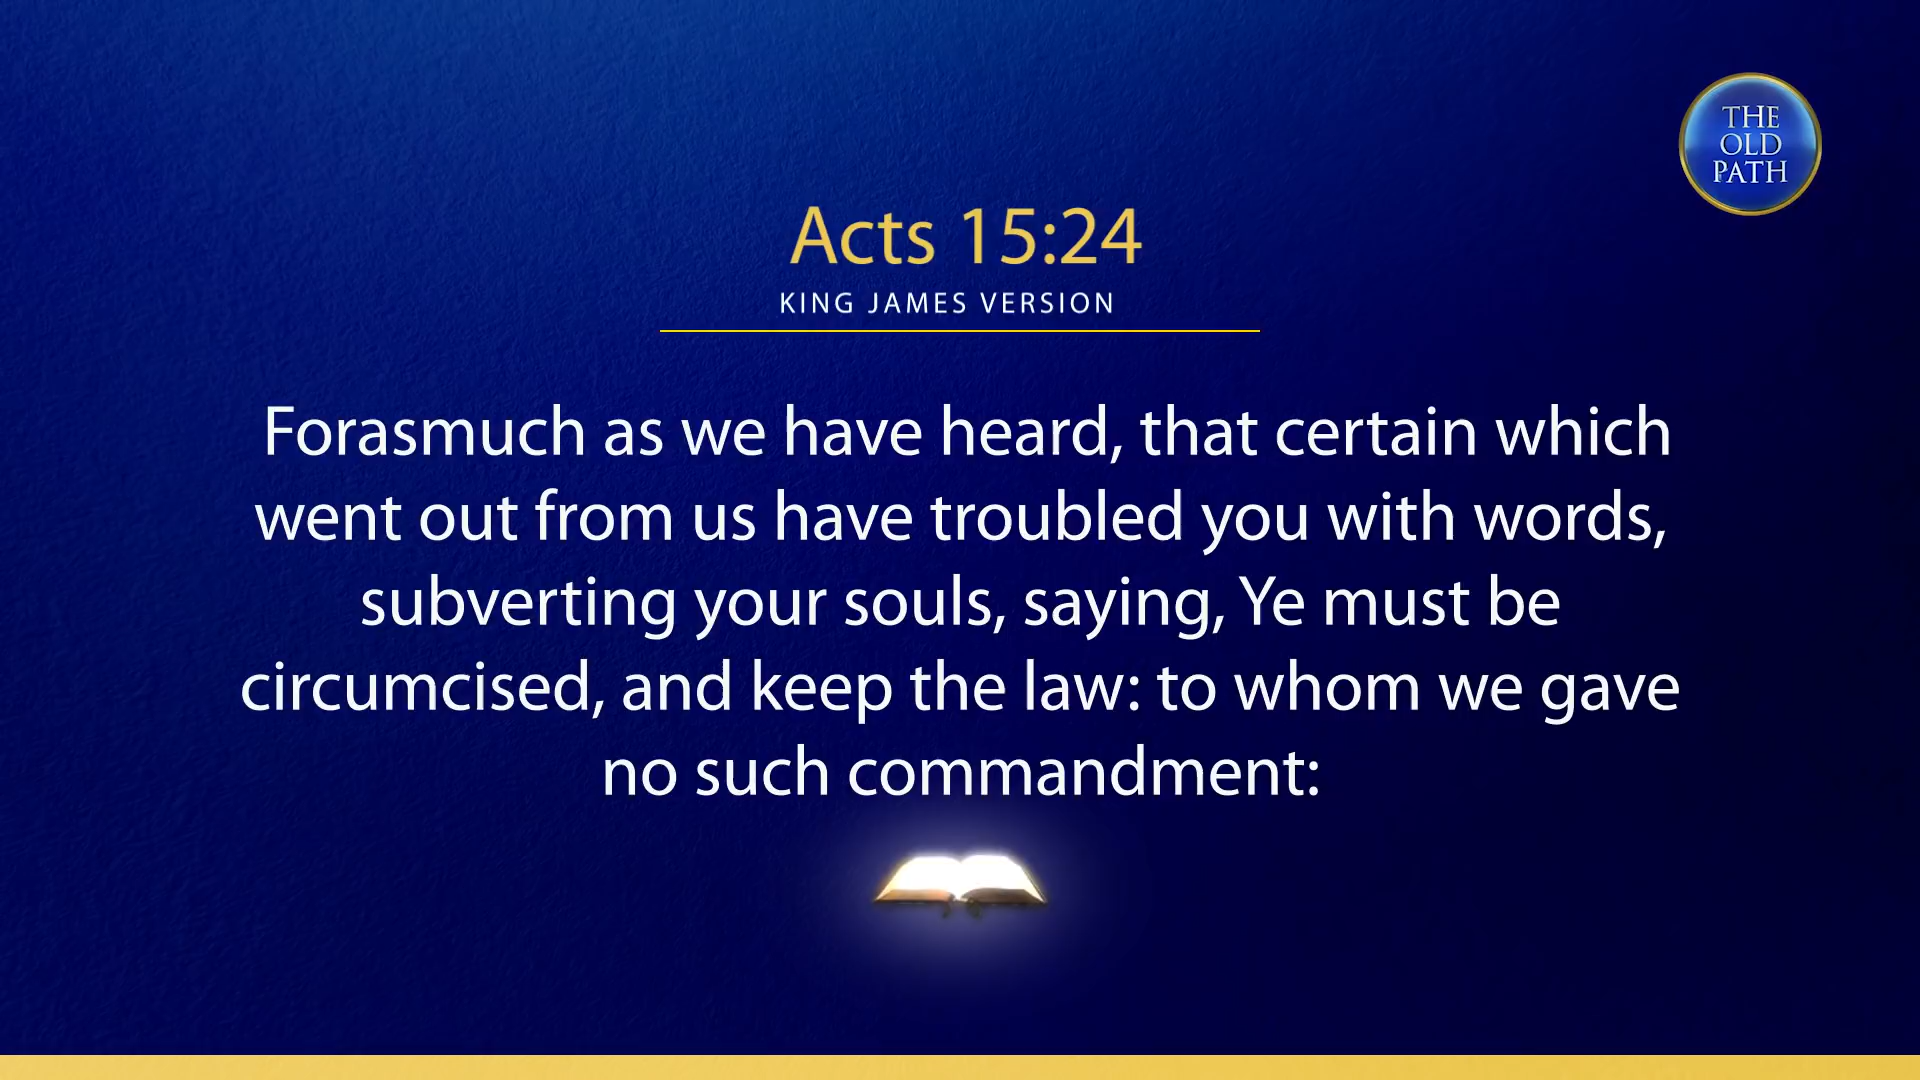 THE
OLD
PATH
Acts 15:24
KING JAMES VERSION
Forasmuch as we have heard, that certain which
went out from us have troubled you with words,
subverting your souls, saying, Ye must be
circumcised, and keep the law: to whom we gave
no such commandment: